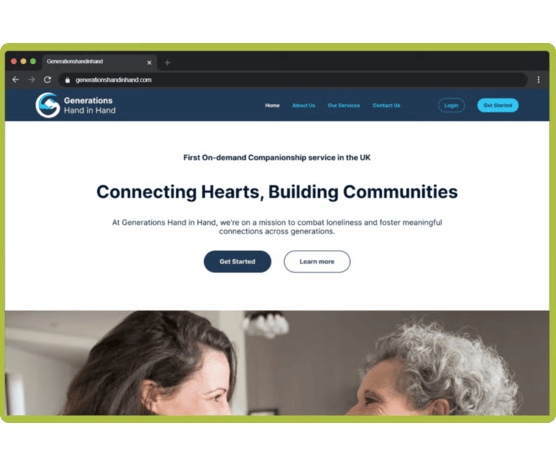 Generationshandinhand
generationshandinhand.com
Generations
Hand in Hand
Home
About Us
Our Services
Contact Us
Login
Get Started
First On-demand Companionship service in the UK
Connecting Hearts, Building Communities
At Generations Hand in Hand, we're on a mission to combat loneliness and foster meaningful
connections across generations.
Get Started
Learn more